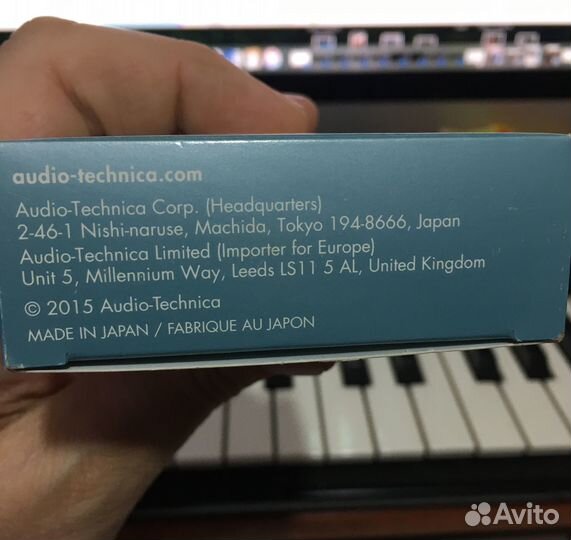 audio-technica.com
Audio-Technica Corp. (Headquarters)
2-46-1 Nishi-naruse, Machida, Tokyo 194-8666, Japan
Audio-Technica Limited (Importer for Europe)
Unit 5, Millennium Way, Leeds LS11 5 AL, United Kingdom
© 2015 Audio-Technica
MADE IN JAPAN / FABRIQUE AU JAPON
Avito